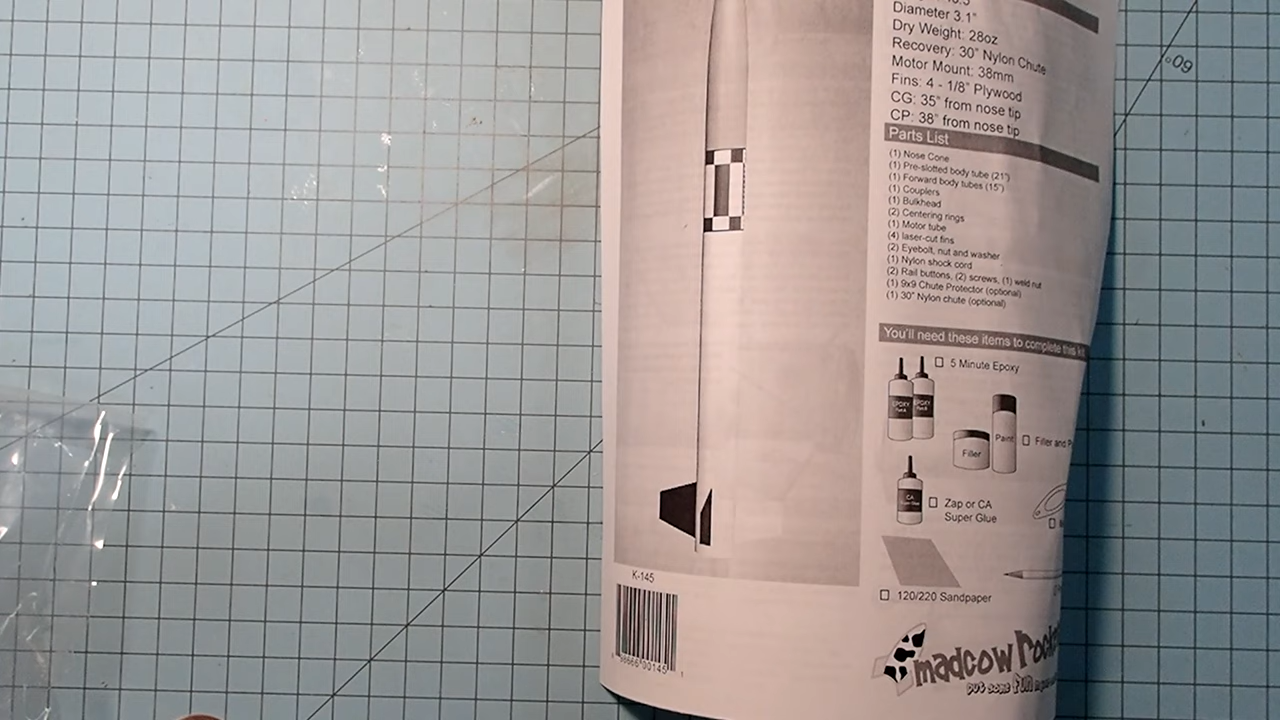 Diameter 3.1"
Dry Weight: 28oz
Recovery: 30" Nylon Chute
Motor Mount: 38mm
Fins: 4 - 1/8" Plywood
CG: 35" from nose tip
CP: 38" from nose tip
Parts List
(1) Nose Cone
(1) Pre-slotted body tube (21")
(1) Forward body tubes (15")
(1) Couplers
(1) Bulkhead
(2) Centering rings
(1) Motor tube
(4) laser-cut fins
(2) Eyebolt, nut and washer
(1) Nylon shock cord
(2) Rail buttons, (2) screws, (1) weld nut
(1) 9x9 Chute Protector (optional)
(1) 30" Nylon chute (optional)
You'll need these items to complete this
5 Minute Epoxy
EPOXY
EPOXY
Paint
Filler
Filler and
CA
Zap or CA
Super Glue
120/220 Sandpaper
K-145
madcow
put some FUN
60°